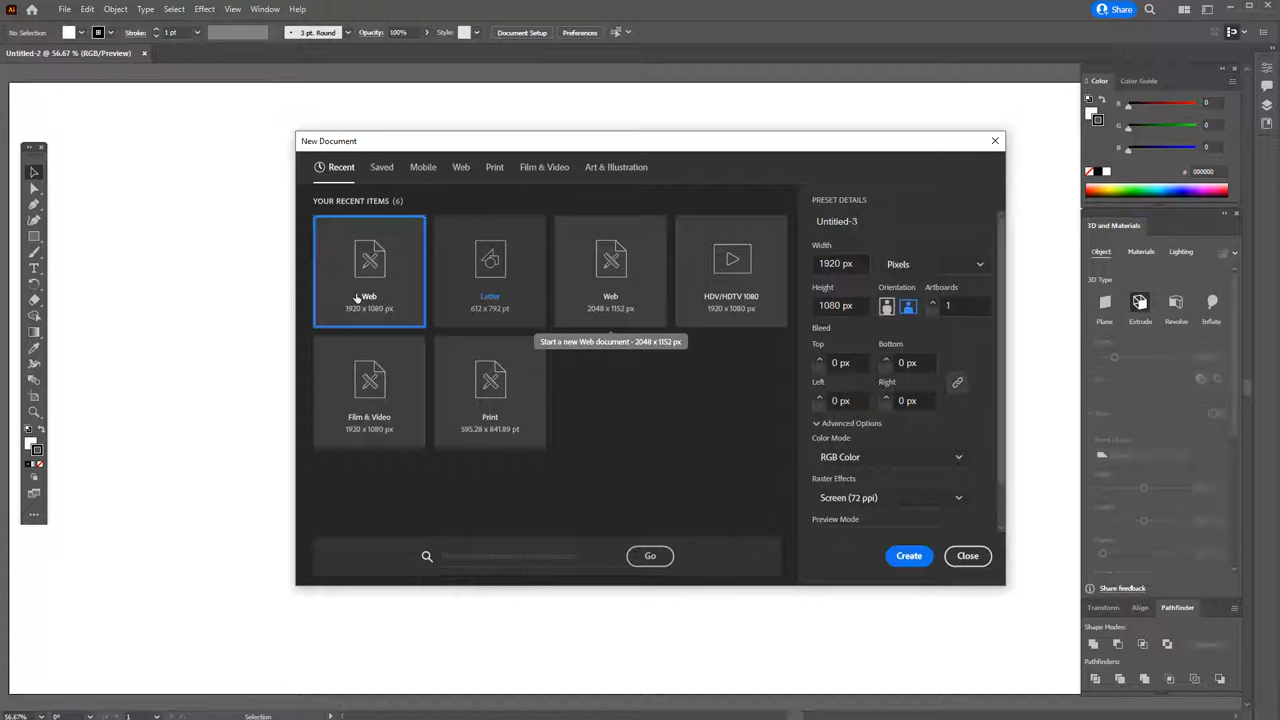 Ai File Edit Object Type Select Effect View Window Help Share
No Selection Stroke: 1 pt 3 pt. Round Opacity: 100% Style: Document Setup Preferences
Untitled-2 @ 56.67 % (RGB/Preview)
New Document
Recent Saved Mobile Web Print Film & Video Art & Illustration
YOUR RECENT ITEMS (6)
Web
1920 x 1080 px
Letter
612 x 792 pt
Web
2048 x 1152 px
HDV/HDTV 1080
1920 x 1080 px
Start a new Web document - 2048 x 1152 px
Film & Video
1920 x 1080 px
Print
595.28 x 841.89 pt
Go
PRESET DETAILS
Untitled-3
Width
1920 px Pixels
Height Orientation Artboards
1080 px 1
Bleed
Top Bottom
0 px 0 px
Left Right
0 px 0 px
Advanced Options
Color Mode
RGB Color
Raster Effects
Screen (72 ppi)
Preview Mode
Create Close
Color Color Guide
R 0
G 0
B 0
# 000000
3D and Materials
Object Materials Lighting
3D Type
Plane Extrude Revolve Inflate
Share feedback
Transform Align Pathfinder
Shape Modes:
Pathfinders:
56.67% 0° 1 Selection